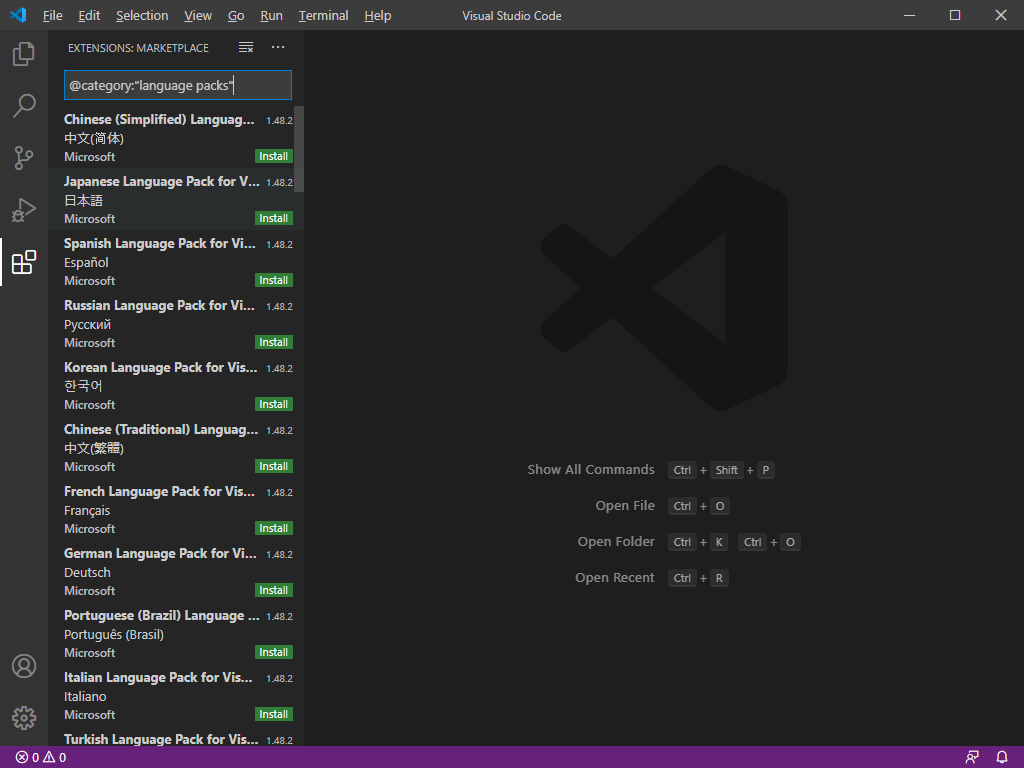 File Edit Selection View Go Run Terminal Help
Visual Studio Code
EXTENSIONS: MARKETPLACE
@category:"language packs"
Chinese (Simplified) Languag... 1.48.2
中文(简体)
Microsoft Install
Japanese Language Pack for V... 1.48.2
日本語
Microsoft Install
Spanish Language Pack for Vi... 1.48.2
Español
Microsoft Install
Russian Language Pack for Vi... 1.48.2
Русский
Microsoft Install
Korean Language Pack for Vis... 1.48.2
한국어
Microsoft Install
Chinese (Traditional) Languag... 1.48.2
中文(繁體)
Microsoft Install
French Language Pack for Vis... 1.48.2
Français
Microsoft Install
German Language Pack for Vi... 1.48.2
Deutsch
Microsoft Install
Portuguese (Brazil) Language ... 1.48.2
Português (Brasil)
Microsoft Install
Italian Language Pack for Vis... 1.48.2
Italiano
Microsoft Install
Turkish Language Pack for Vis... 1.48.2
Show All Commands Ctrl + Shift + P
Open File Ctrl + O
Open Folder Ctrl + K Ctrl + O
Open Recent Ctrl + R
0 0